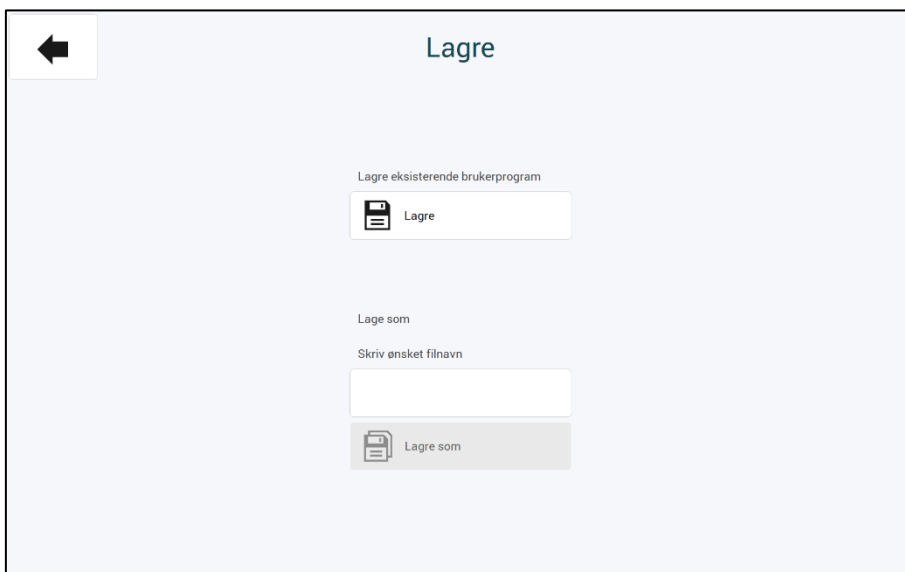 Lagre
Lagre eksisterende brukerprogram
Lagre
Lage som
Skriv ønsket filnavn
Lagre som